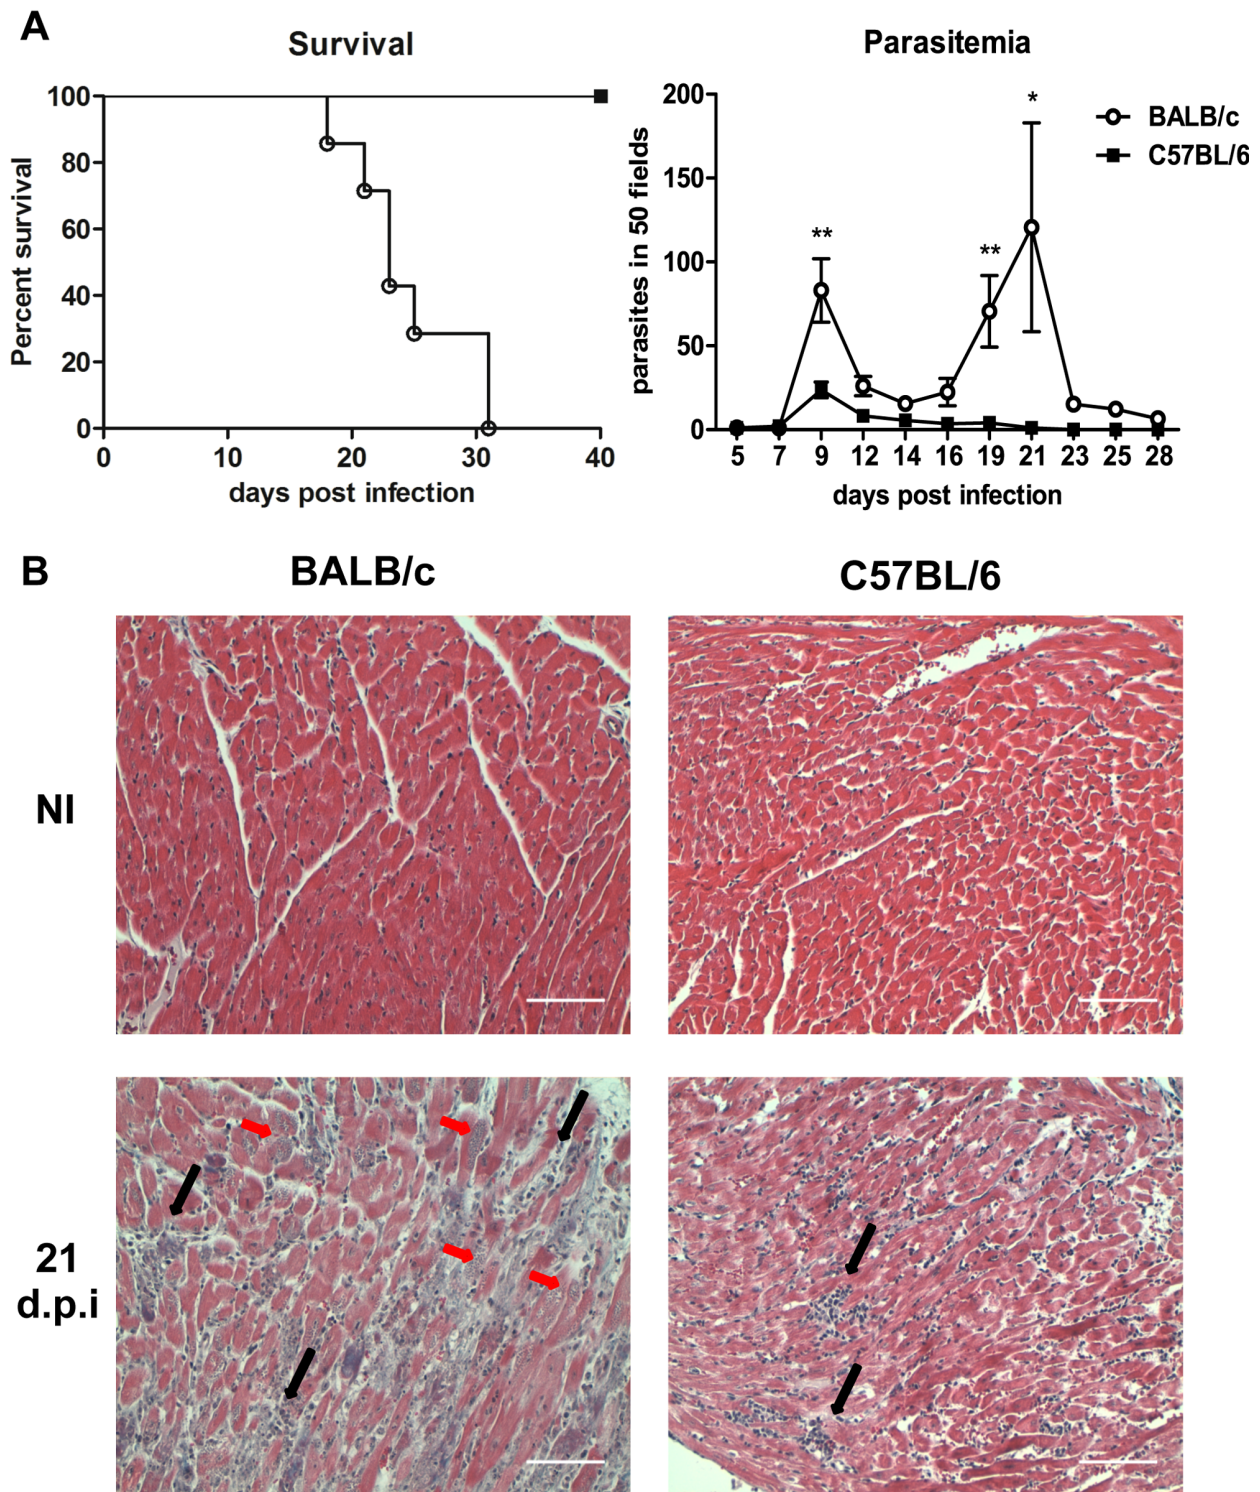 A
Survival
Percent survival
100
80
60
40
20
0
0 10 20 30 40
days post infection
Parasitemia
parasites in 50 fields
200
150
100
50
0
** ** *
5 7 9 12 14 16 19 21 23 25 28
days post infection
BALB/c
C57BL/6
B
BALB/c
C57BL/6
NI
21
d.p.i